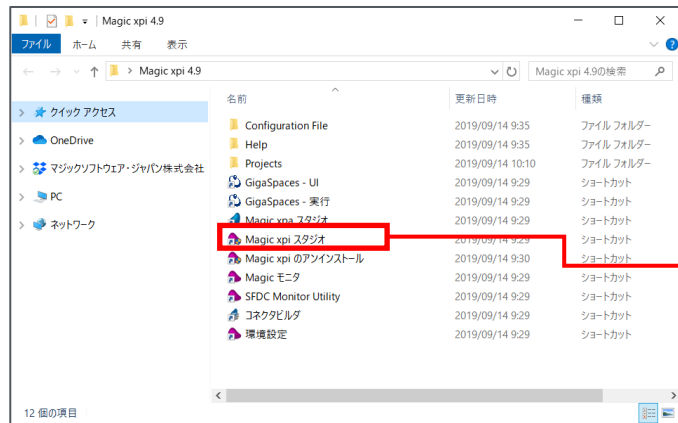 Magic xpi 4.9
ファイル ホーム 共有 表示
Magic xpi 4.9 Magic xpi 4.9の検索
名前 更新日時 種類
クイック アクセス
OneDrive
マジックソフトウェア・ジャパン株式会社
PC
ネットワーク
Configuration File 2019/09/14 9:35 ファイル フォルダー
Help 2019/09/14 9:35 ファイル フォルダー
Projects 2019/09/14 10:10 ファイル フォルダー
GigaSpaces - UI 2019/09/14 9:29 ショートカット
GigaSpaces - 実行 2019/09/14 9:29 ショートカット
Magic xpa スタジオ 2019/09/14 9:29 ショートカット
Magic xpi スタジオ 2019/09/14 9:29 ショートカット
Magic xpi のアンインストール 2019/09/14 9:30 ショートカット
Magic モニタ 2019/09/14 9:29 ショートカット
SFDC Monitor Utility 2019/09/14 9:29 ショートカット
コネクタビルダ 2019/09/14 9:29 ショートカット
環境設定 2019/09/14 9:29 ショートカット
12 個の項目